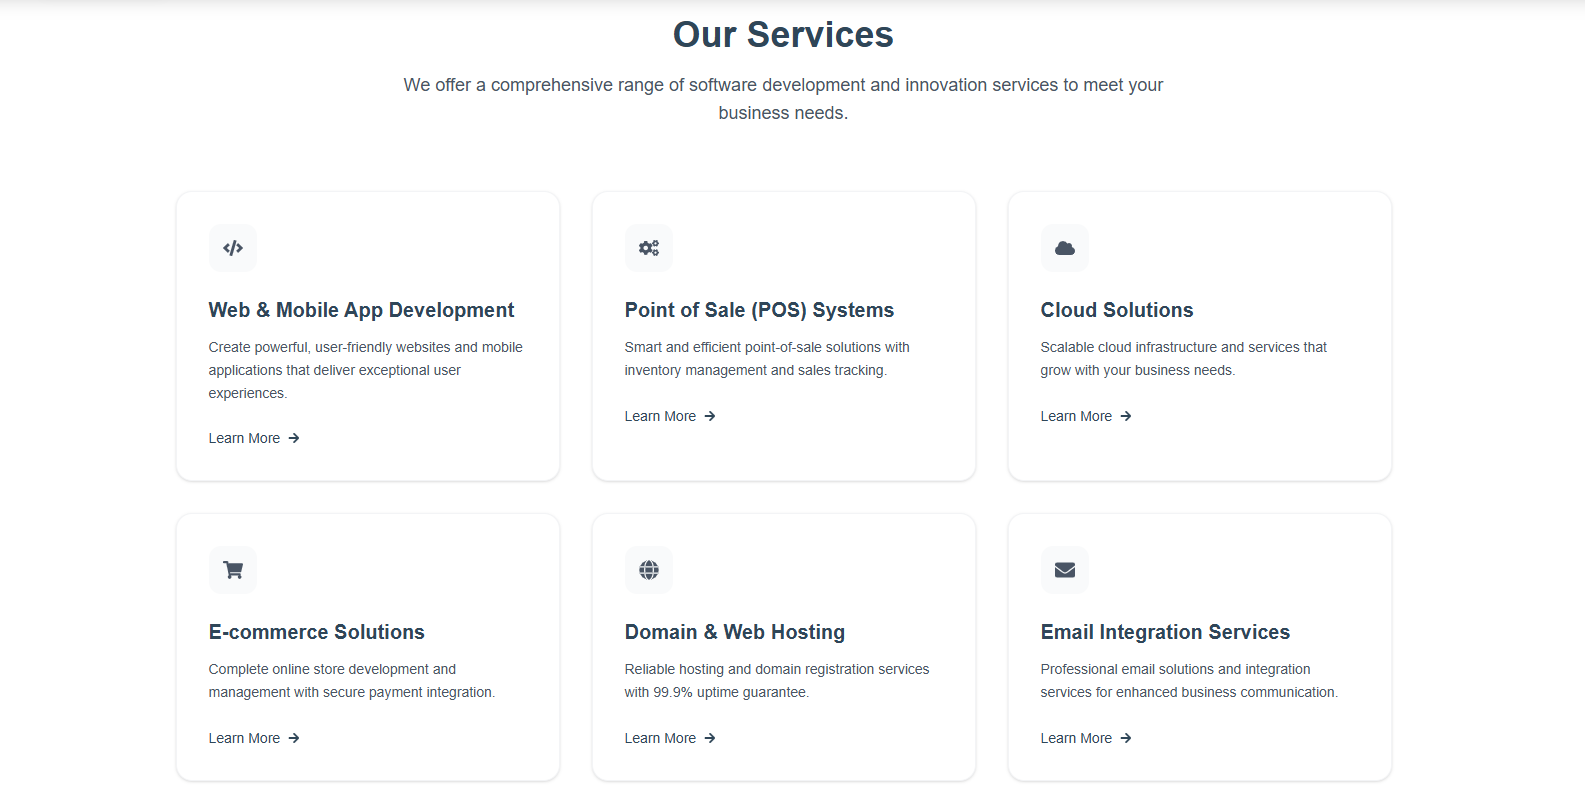 Our Services
We offer a comprehensive range of software development and innovation services to meet your
business needs.
Web & Mobile App Development
Create powerful, user-friendly websites and mobile
applications that deliver exceptional user
experiences.
Learn More
Point of Sale (POS) Systems
Smart and efficient point-of-sale solutions with
inventory management and sales tracking.
Learn More
Cloud Solutions
Scalable cloud infrastructure and services that
grow with your business needs.
Learn More
E-commerce Solutions
Complete online store development and
management with secure payment integration.
Learn More
Domain & Web Hosting
Reliable hosting and domain registration services
with 99.9% uptime guarantee.
Learn More
Email Integration Services
Professional email solutions and integration
services for enhanced business communication.
Learn More